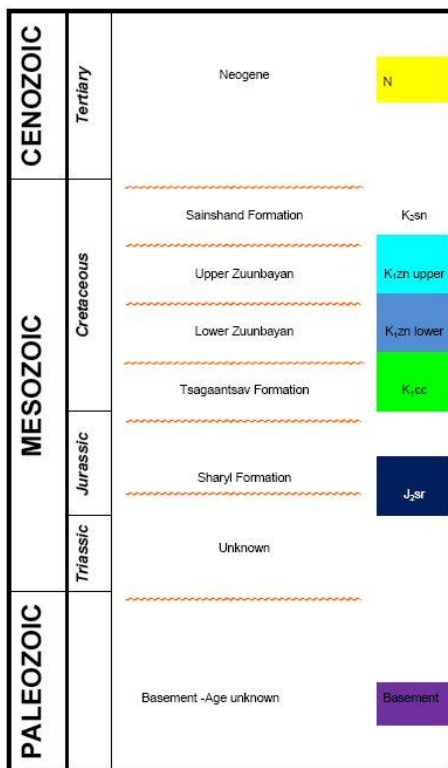 CENOZOIC
Tertiary
Neogene
N
MESOZOIC
Cretaceous
Sainshand Formation
K₂sn
Upper Zuunbayan
K₁zn upper
Lower Zuunbayan
K₁zn lower
Tsagaantsav Formation
K₁cc
Jurassic
Sharyl Formation
J₂sr
Triassic
Unknown
PALEOZOIC
Basement -Age unknown
Basement